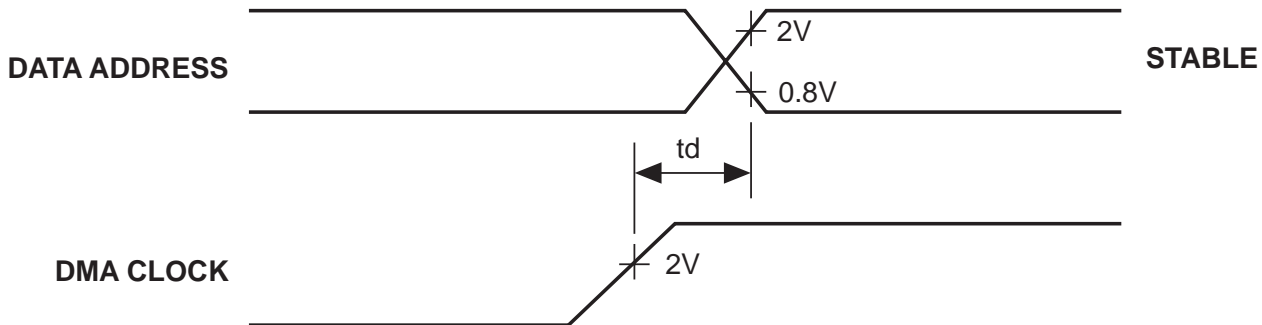 2V
DATA ADDRESS
STABLE
0.8V
td
DMA CLOCK
2V